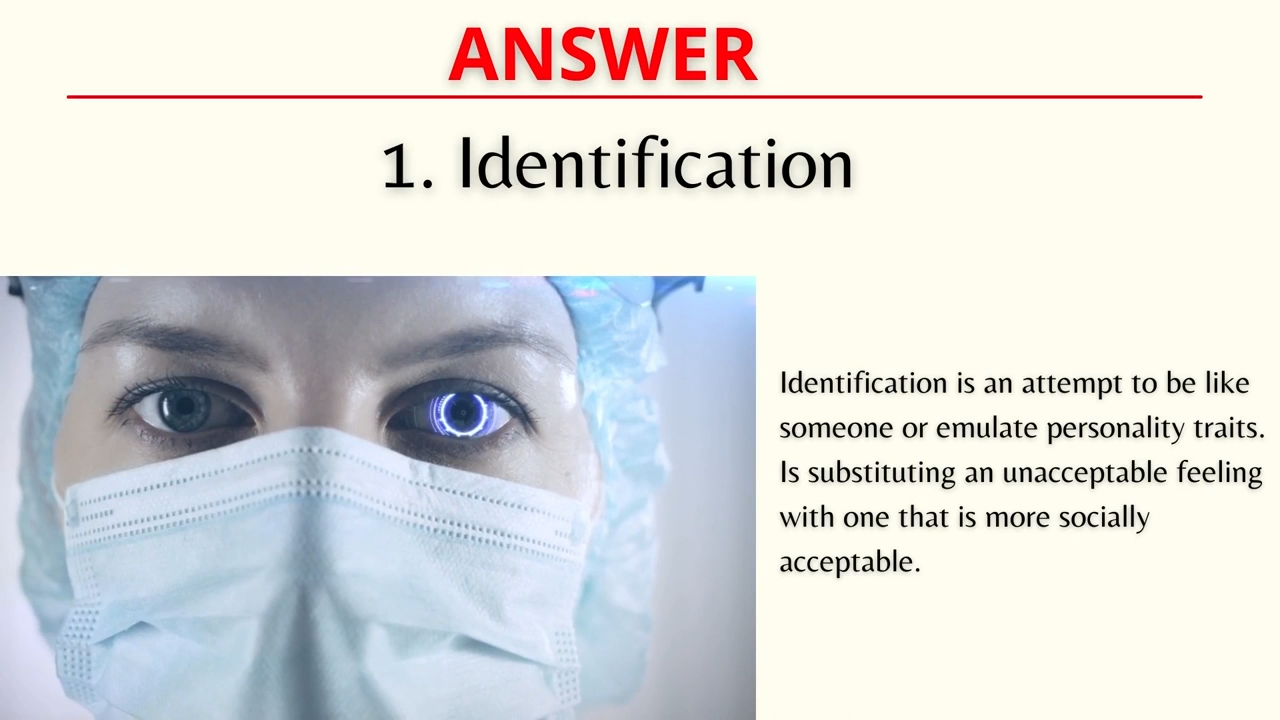 ANSWER
1. Identification
Identification is an attempt to be like
someone or emulate personality traits.
Is substituting an unacceptable feeling
with one that is more socially
acceptable.